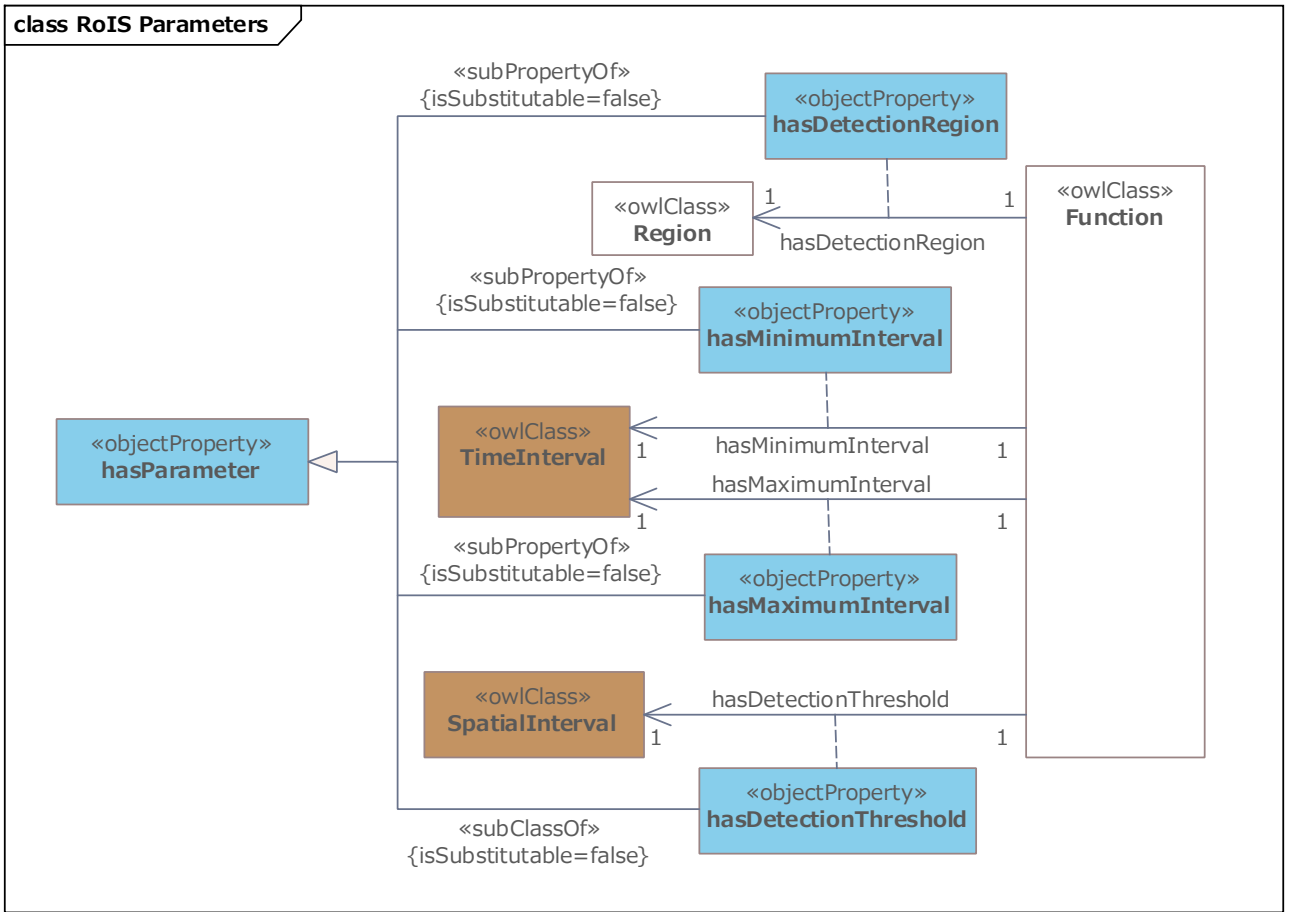 class RoIS Parameters
«subPropertyOf»
{isSubstitutable=false}
«objectProperty»
hasDetectionRegion
«owlClass»
Region
1
1
hasDetectionRegion
«owlClass»
Function
«subPropertyOf»
{isSubstitutable=false}
«objectProperty»
hasMinimumInterval
«objectProperty»
hasParameter
«owlClass»
TimeInterval
1
hasMinimumInterval
1
hasMaximumInterval
1
1
«subPropertyOf»
{isSubstitutable=false}
«objectProperty»
hasMaximumInterval
«owlClass»
SpatialInterval
hasDetectionThreshold
1
1
«objectProperty»
hasDetectionThreshold
«subClassOf»
{isSubstitutable=false}